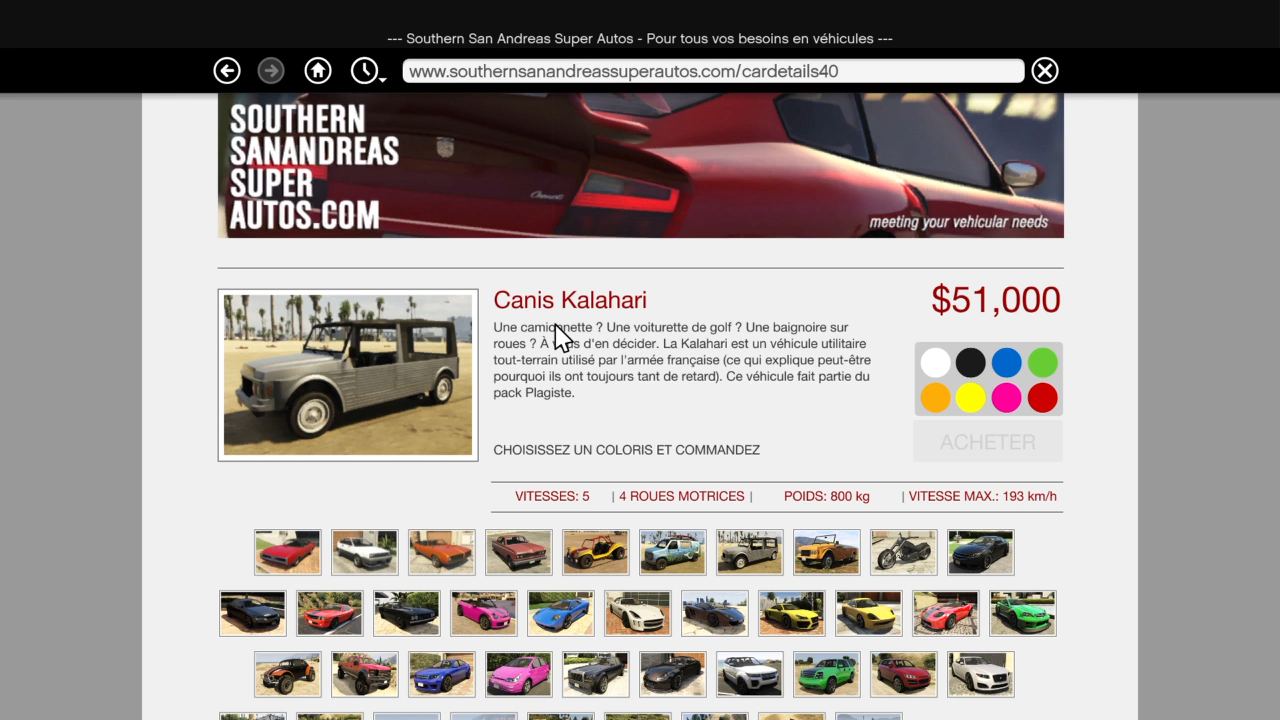 --- Southern San Andreas Super Autos - Pour tous vos besoins en véhicules ---
www.southernsanandreassuperautos.com/cardetails40
SOUTHERN
SANANDREAS
SUPER
AUTOS.COM
meeting your vehicular needs
Canis Kalahari
$51,000
Une ? Une voiturette de golf ? Une baignoire sur
roues ? À d'en décider. La Kalahari est un véhicule utilitaire
tout-terrain utilisé par l'armée française (ce qui explique peut-être
pourquoi ils ont toujours tant de retard). Ce véhicule fait partie du
pack Plagiste.
CHOISISSEZ UN COLORIS ET COMMANDEZ
ACHETER
VITESSES: 5 | 4 ROUES MOTRICES | POIDS: 800 kg | VITESSE MAX.: 193 km/h